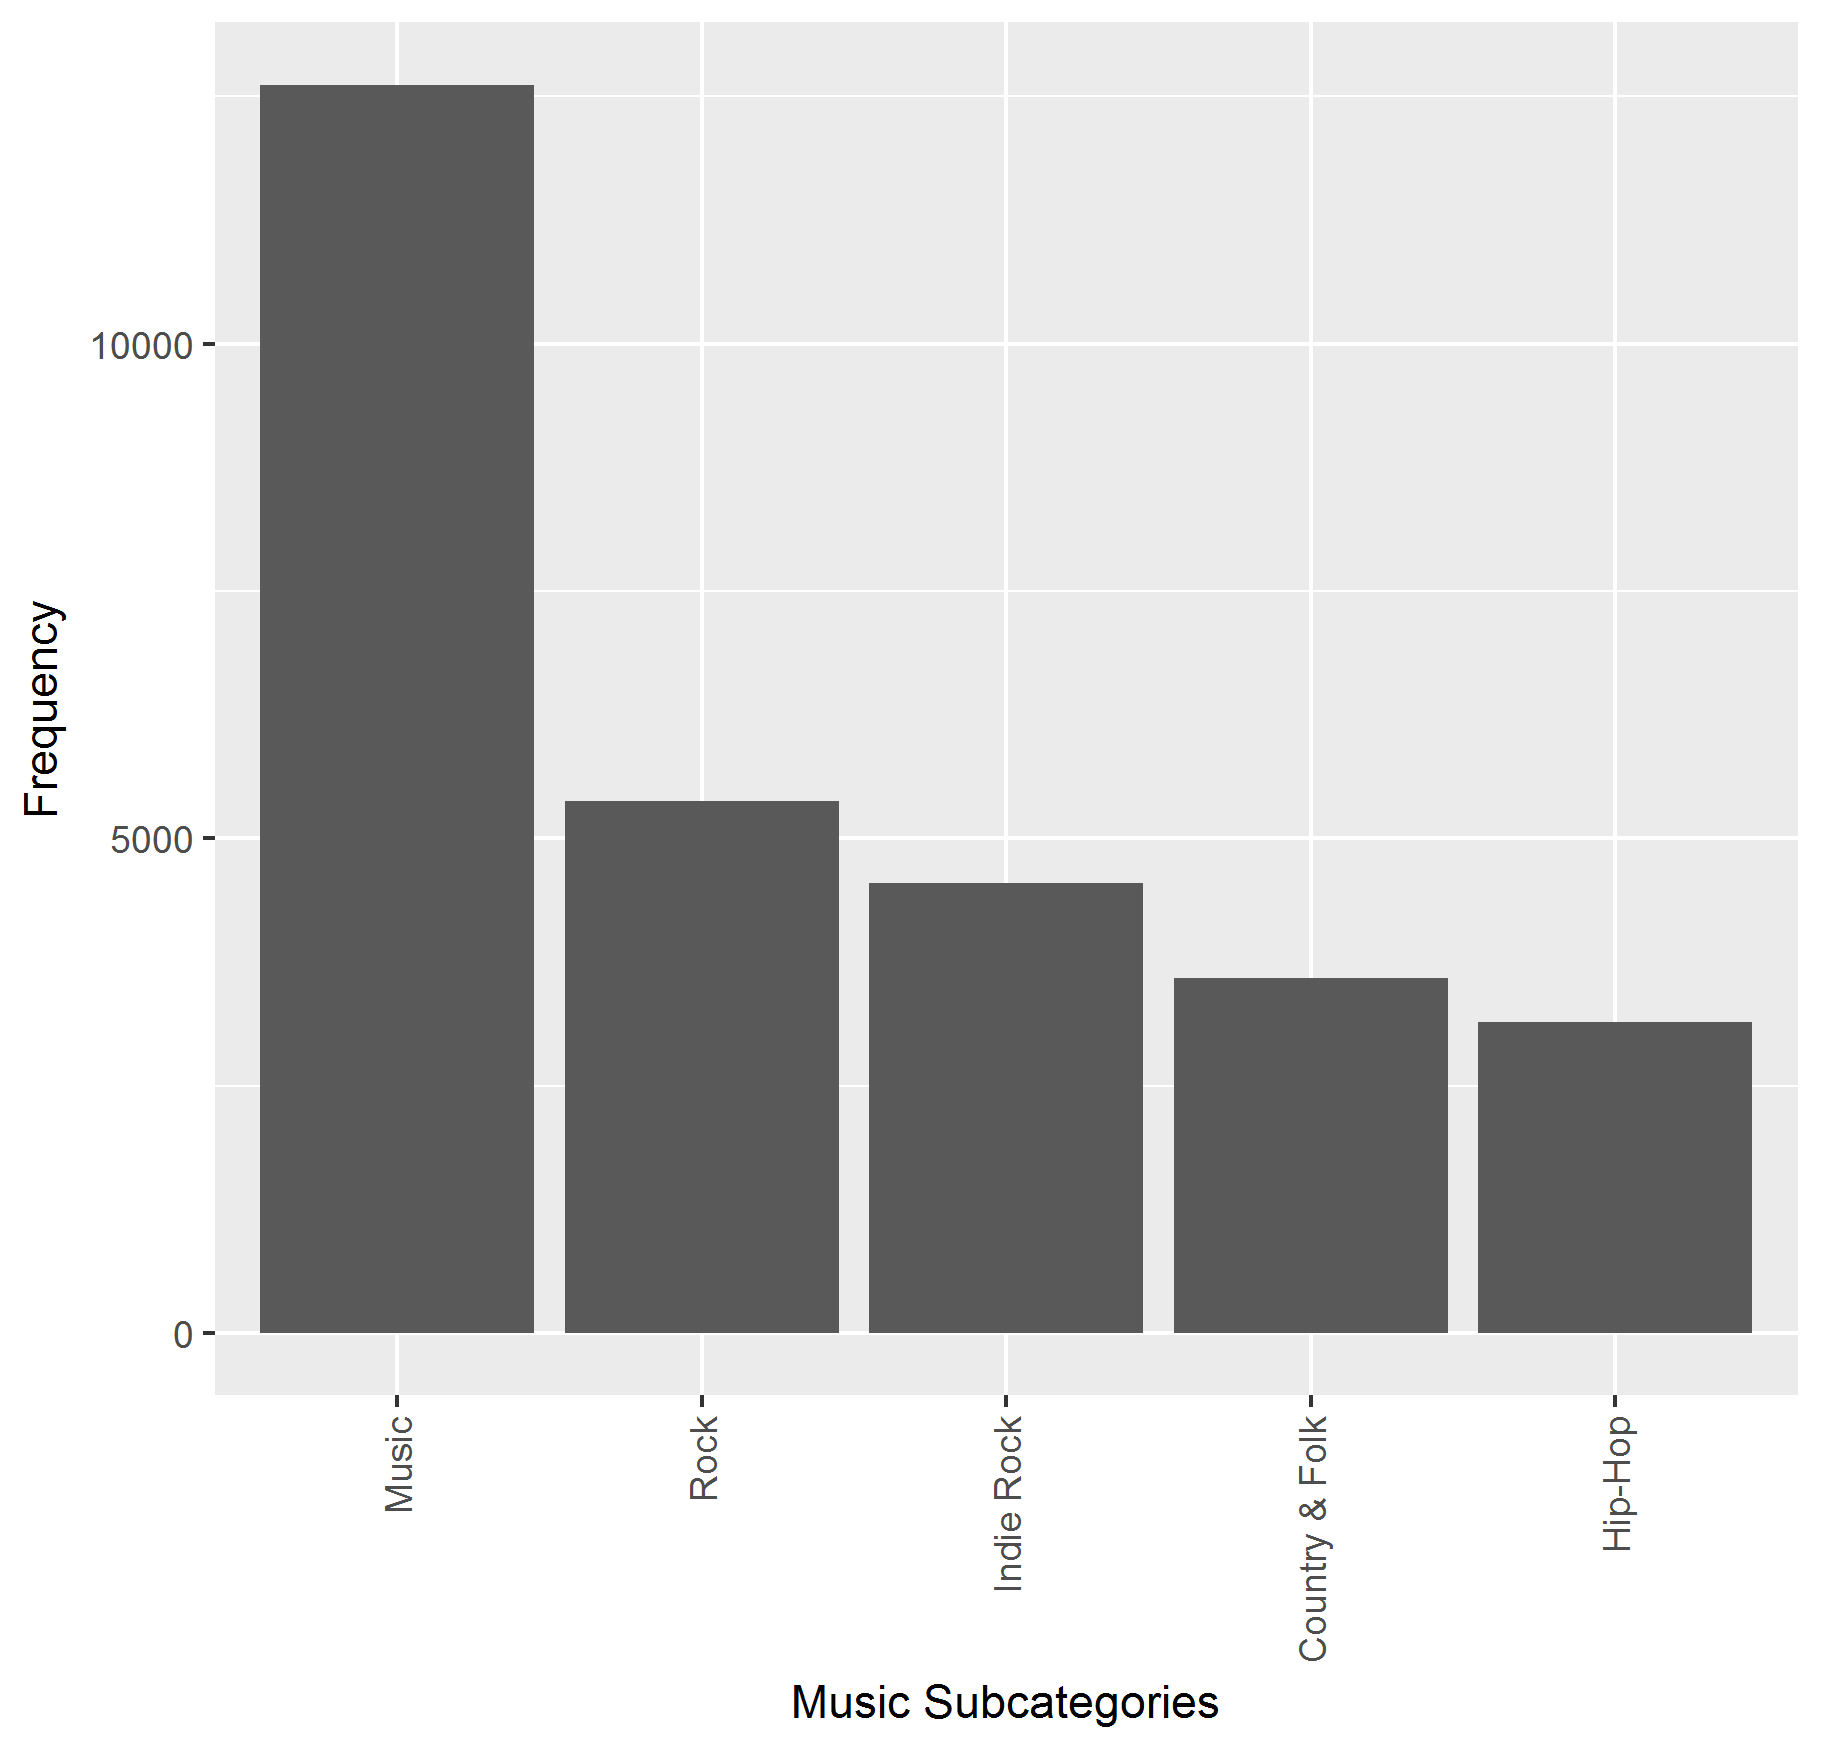 Frequency
10000
5000
0
Music
Rock
Indie Rock
Country & Folk
Hip-Hop
Music Subcategories